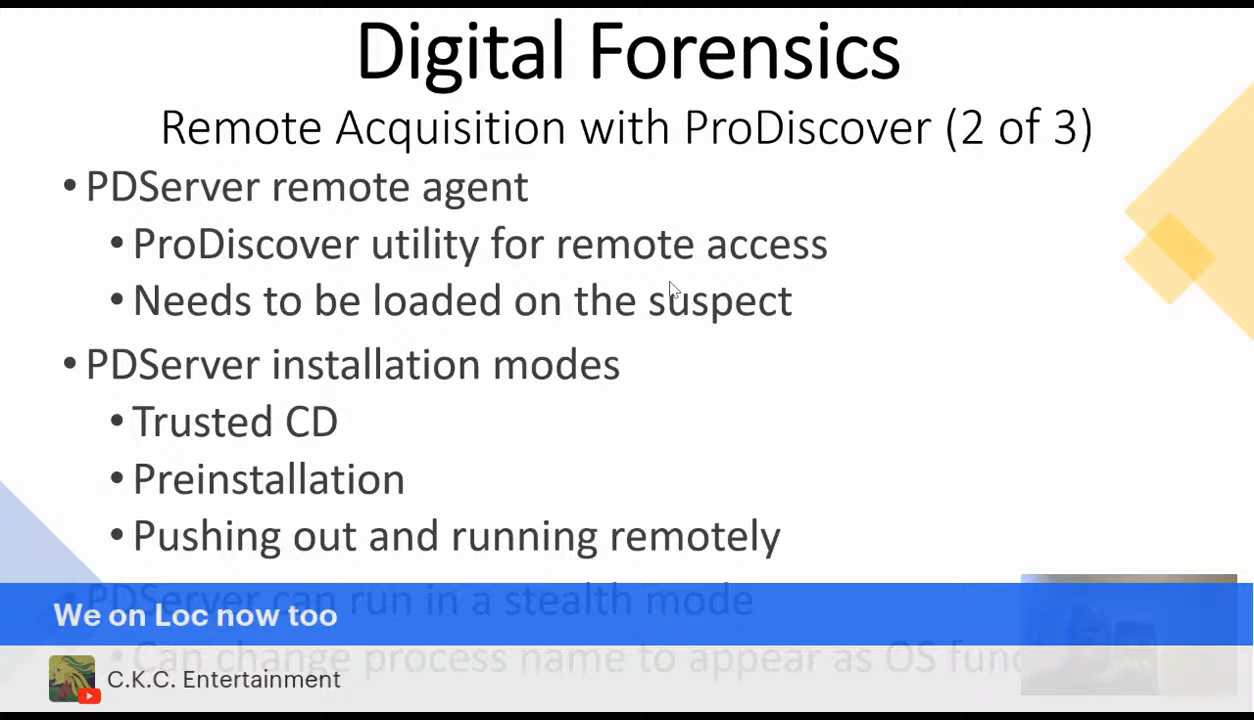 Digital Forensics
Remote Acquisition with ProDiscover (2 of 3)
• PDServer remote agent
• ProDiscover utility for remote access
• Needs to be loaded on the suspect
• PDServer installation modes
• Trusted CD
• Preinstallation
• Pushing out and running remotely
• PDServer can run in a stealth mode
We on Loc now too
• Can change process name to appear as OS
C.K.C. Entertainment